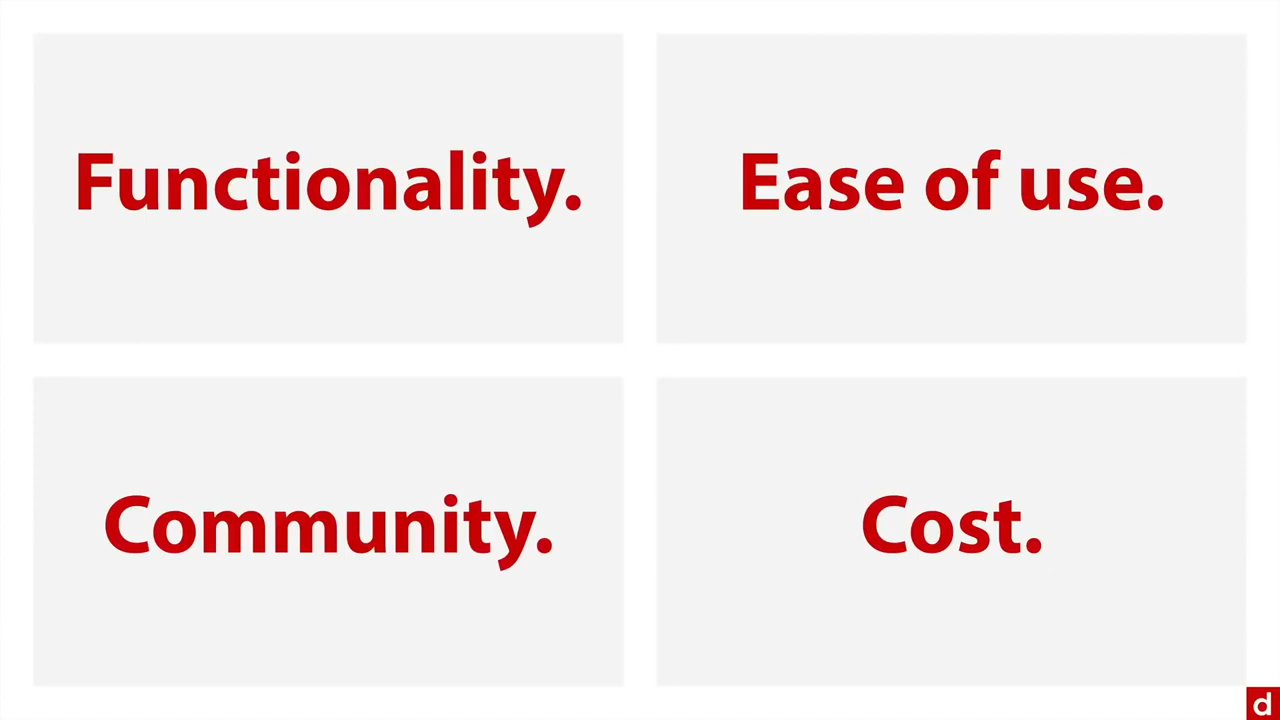 Functionality.
Ease of use.
Community.
Cost.
d